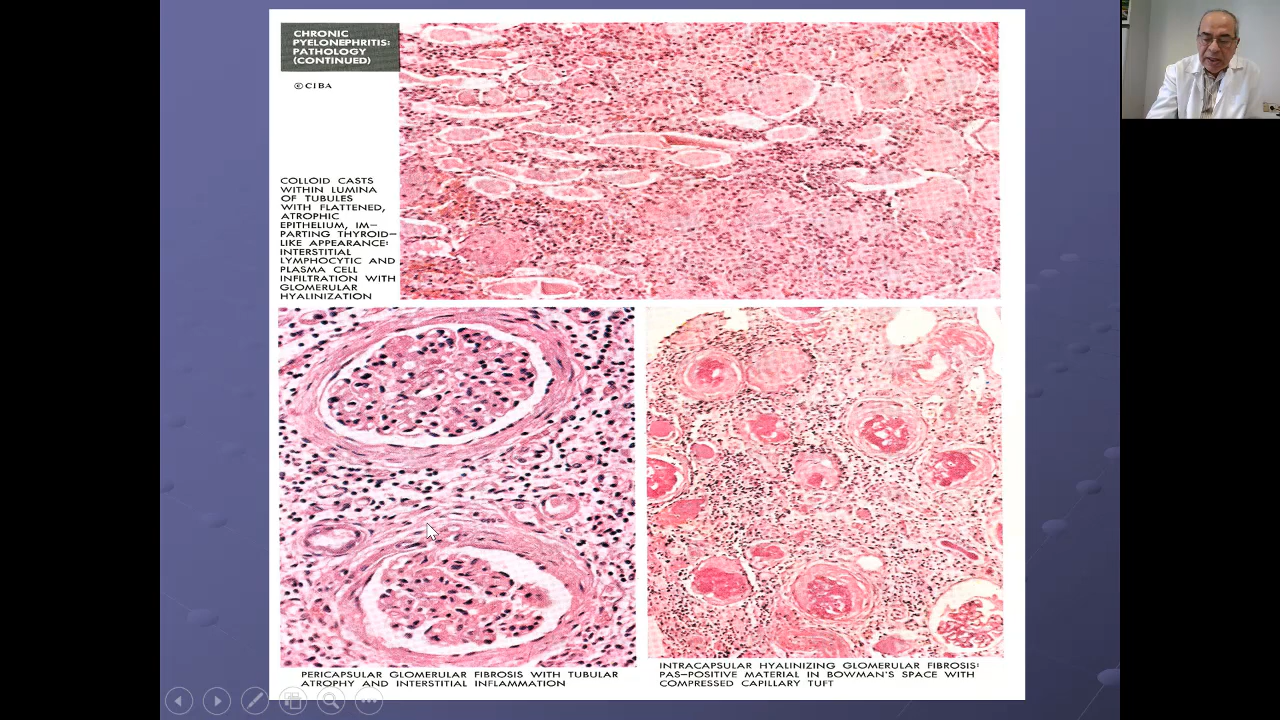 CHRONIC
PYELONEPHRITIS:
PATHOLOGY
(CONTINUED)
© CIBA
COLLOID CASTS
WITHIN LUMINA
OF TUBULES
WITH FLATTENED,
ATROPHIC
EPITHELIUM, IM–
PARTING THYROID–
LIKE APPEARANCE:
INTERSTITIAL
LYMPHOCYTIC AND
PLASMA CELL
INFILTRATION WITH
GLOMERULAR
HYALINIZATION
PERICAPSULAR GLOMERULAR FIBROSIS WITH TUBULAR
ATROPHY AND INTERSTITIAL INFLAMMATION
INTRACAPSULAR HYALINIZING GLOMERULAR FIBROSIS:
PAS–POSITIVE MATERIAL IN BOWMAN'S SPACE WITH
COMPRESSED CAPILLARY TUFT